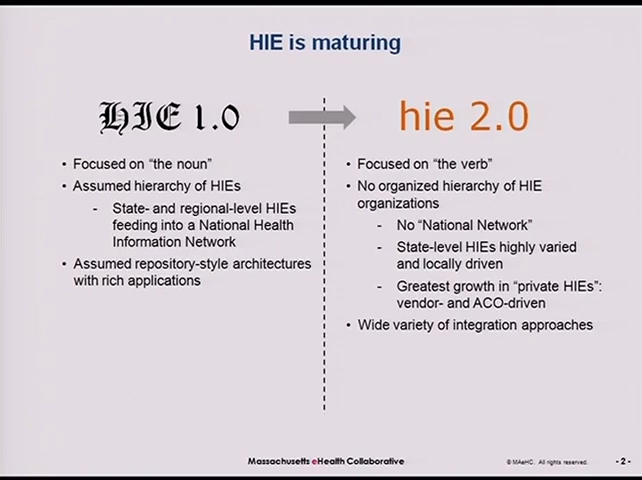 HIE is maturing
HIE 1.0
hie 2.0
• Focused on “the noun”
• Assumed hierarchy of HIEs
- State- and regional-level HIEs
feeding into a National Health
Information Network
• Assumed repository-style architectures
with rich applications
• Focused on “the verb”
• No organized hierarchy of HIE
organizations
- No “National Network”
- State-level HIEs highly varied
and locally driven
- Greatest growth in “private HIEs”:
vendor- and ACO-driven
• Wide variety of integration approaches
Massachusetts eHealth Collaborative
© MAeHC. All rights reserved.
- 2 -